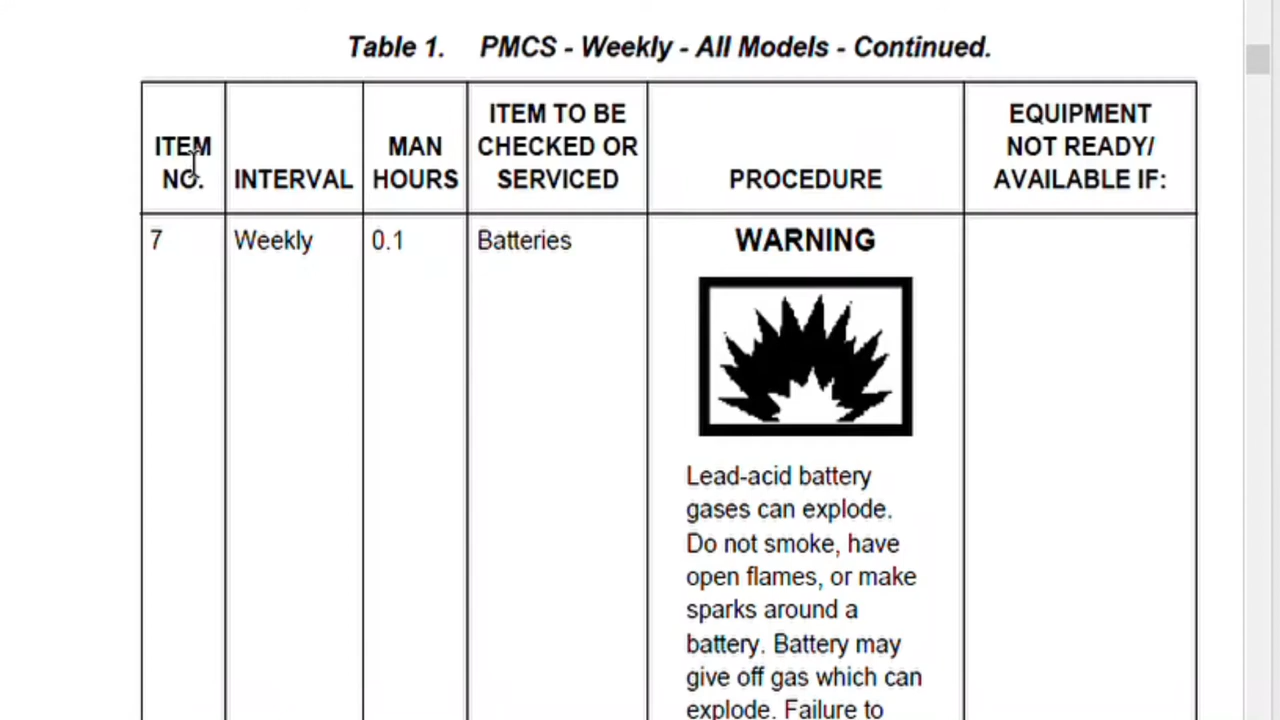 Table 1. PMCS - Weekly - All Models - Continued.
ITEM NO.
INTERVAL
MAN HOURS
ITEM TO BE CHECKED OR SERVICED
PROCEDURE
EQUIPMENT NOT READY/ AVAILABLE IF:
7
Weekly
0.1
Batteries
WARNING
Lead-acid battery
gases can explode.
Do not smoke, have
open flames, or make
sparks around a
battery. Battery may
give off gas which can
explode. Failure to